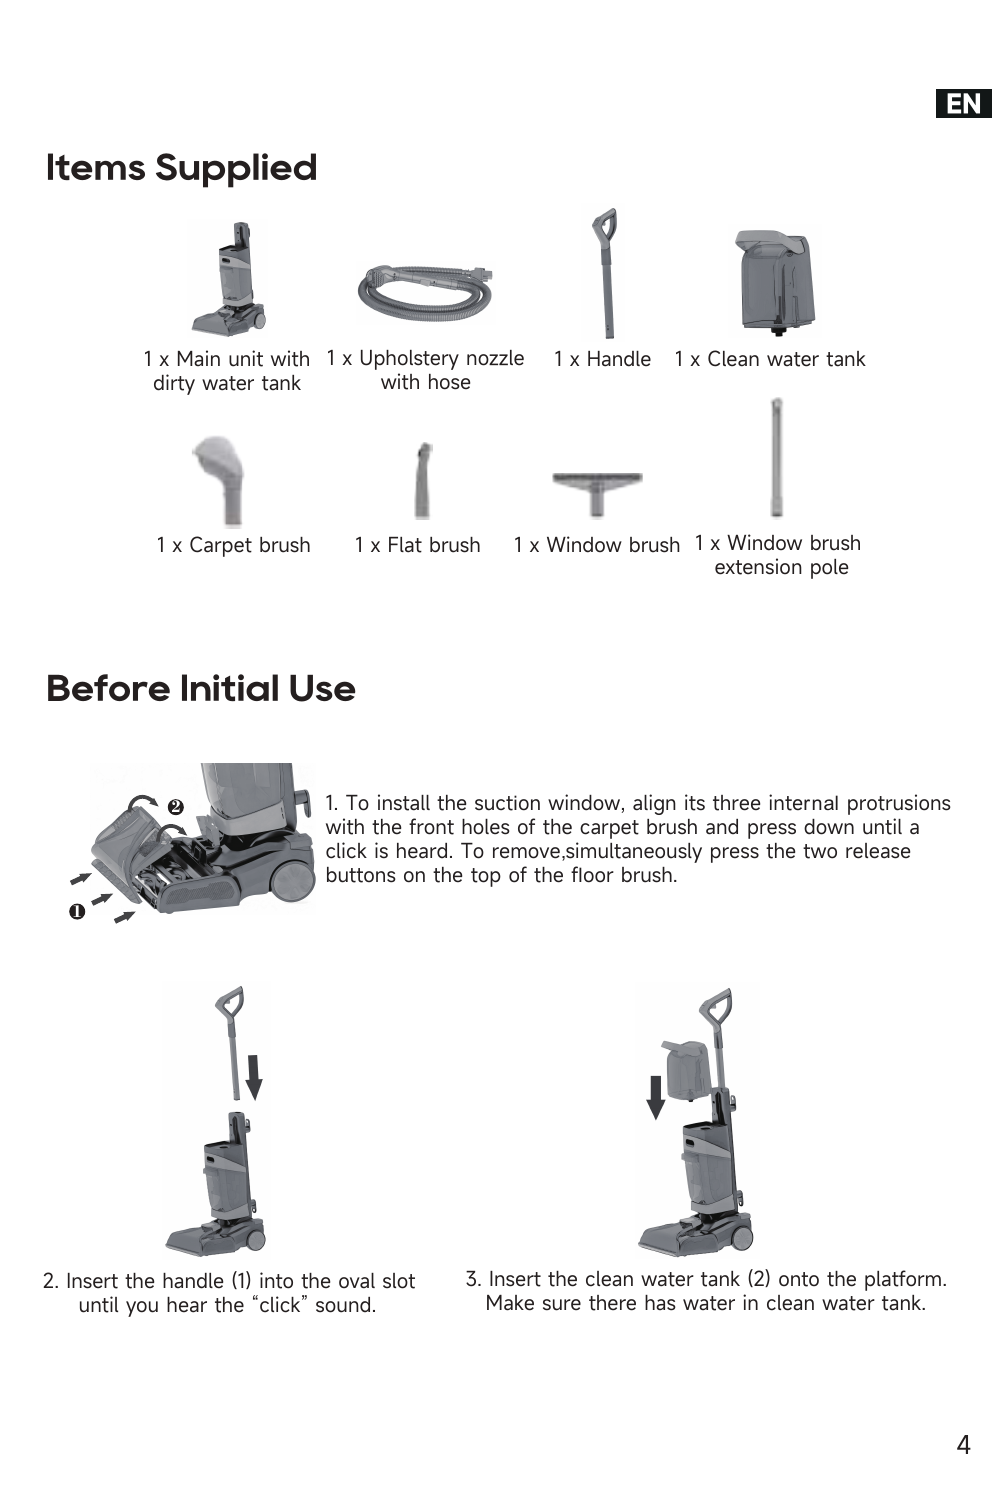 EN
Items Supplied
1 x Main unit with
dirty water tank
1 x Upholstery nozzle
with hose
1 x Handle
1 x Clean water tank
1 x Carpet brush
1 x Flat brush
1 x Window brush
1 x Window brush
extension pole
Before Initial Use
2
1
1. To install the suction window, align its three internal protrusions
with the front holes of the carpet brush and press down until a
click is heard. To remove,simultaneously press the two release
buttons on the top of the floor brush.
2. Insert the handle (1) into the oval slot
until you hear the “click” sound.
3. Insert the clean water tank (2) onto the platform.
Make sure there has water in clean water tank.
4